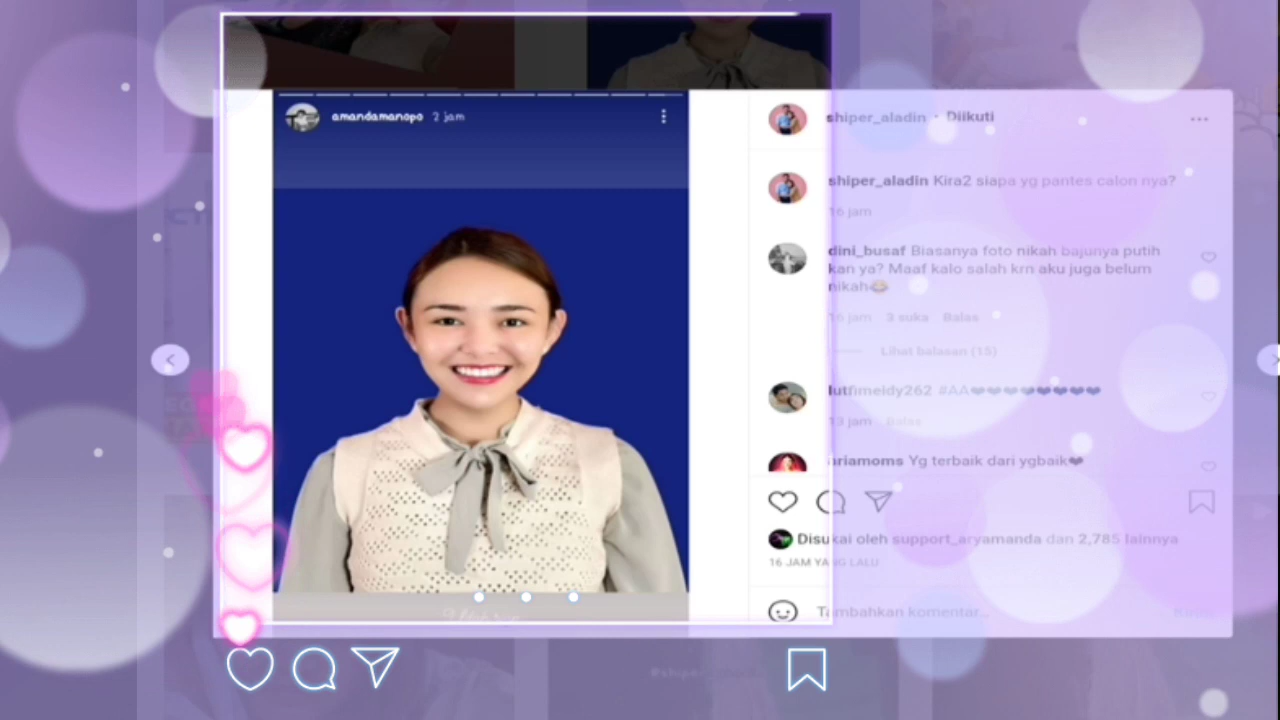 amandamanopo 2 jam
shiper_aladin · Diikuti
shiper_aladin Kira2 siapa yg pantes calon nya?
16 jam
dini_busaf Biasanya foto nikah bajunya putih
kan ya? Maaf kalo salah krn aku juga belum
nikah😂
16 jam 3 suka Balas
Lihat balasan (15)
lutfimeldy262 #AA❤❤❤❤❤❤❤❤
13 jam Balas
ariamoms Yg terbaik dari ygbaik❤
Disukai oleh support_aryamanda dan 2,785 lainnya
16 JAM YANG LALU
Tambahkan komentar...